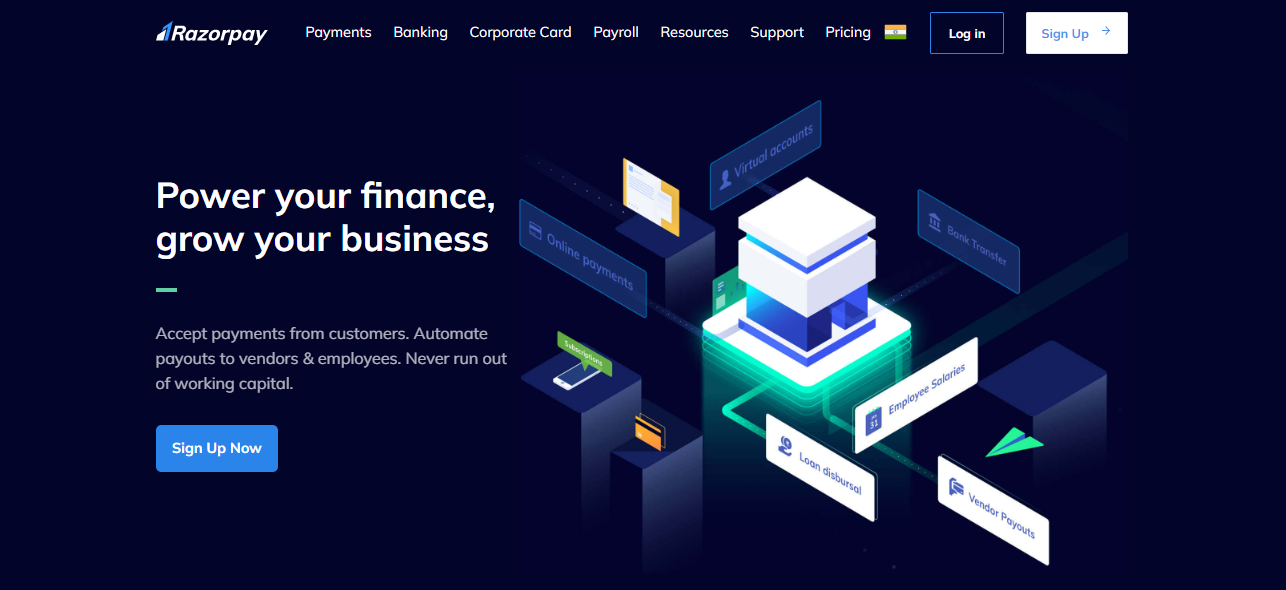 Razorpay
Payments
Banking
Corporate Card
Payroll
Resources
Support
Pricing
Log in
Sign Up
Power your finance,
grow your business
Accept payments from customers. Automate
payouts to vendors & employees. Never run out
of working capital.
Sign Up Now
Virtual accounts
Online payments
Bank Transfer
Subscriptions
Employee Salaries
31
Loan disbursal
Vendor Payouts